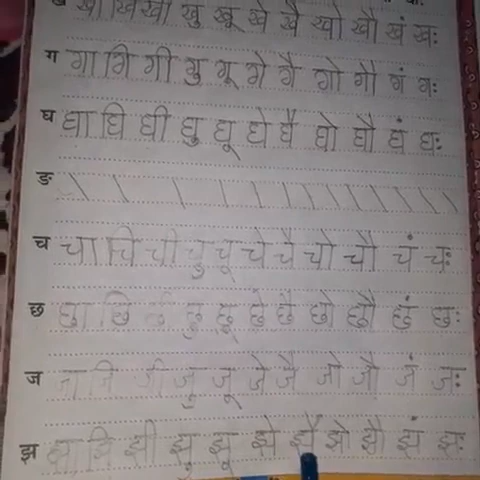 ख खा खि खी खु खू खे खै खो खौ खं खः
ग गा गि गी गु गू गे गै गो गौ गं गः
घ घा घि घी घु घू घे घै घो घौ घं घः
ङ
च चा चि ची चु चू चे चै चो चौ चं चः
छ छा छि छी छु छू छे छै छो छौ छं छः
ज जा जि जी जु जू जे जै जो जौ जं जः
झ झा झि झी झु झू झे झै झो झौ झं झः